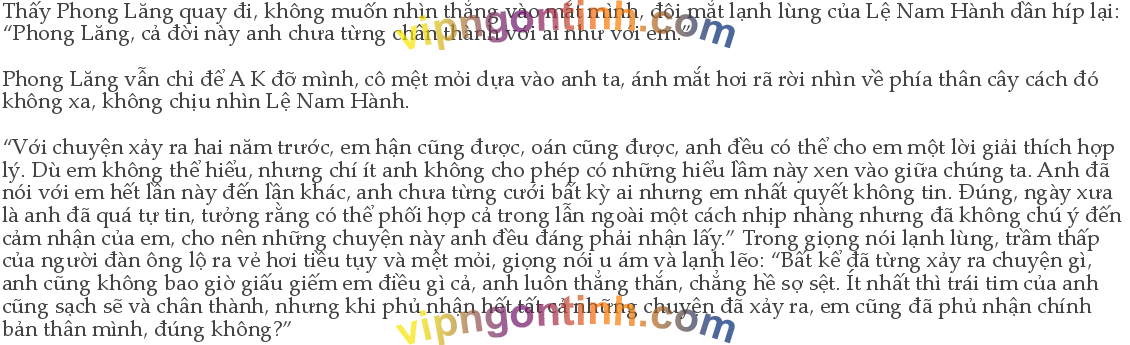 Thấy Phong Lăng quay đi, không muốn nhìn thẳng vào mắt mình, đôi mắt lạnh lùng của Lệ Nam Hành dần híp lại:
“Phong Lăng, cả đời này anh chưa từng chân thành với ai như với em.”
vipngontinh.com
Phong Lăng vẫn chỉ để A K đỡ mình, cô mệt mỏi dựa vào anh ta, ánh mắt hơi rã rời nhìn về phía thân cây cách đó
không xa, không chịu nhìn Lệ Nam Hành.
“Với chuyện xảy ra hai năm trước, em hận cũng được, oán cũng được, anh đều có thể cho em một lời giải thích hợp
lý. Dù em không thể hiểu, nhưng chí ít anh không cho phép có những hiểu lầm này xen vào giữa chúng ta. Anh đã
nói với em hết lần này đến lần khác, anh chưa từng cưới bất kỳ ai nhưng em nhất quyết không tin. Đúng, ngày xưa
là anh đã quá tự tin, tưởng rằng có thể phối hợp cả trong lẫn ngoài một cách nhịp nhàng nhưng đã không chú ý đến
cảm nhận của em, cho nên những chuyện này anh đều đáng phải nhận lấy.” Trong giọng nói lạnh lùng, trầm thấp
của người đàn ông lộ ra vẻ hơi tiều tụy và mệt mỏi, giọng nói u ám và lạnh lẽo: “Bất kể đã từng xảy ra chuyện gì,
anh cũng không bao giờ giấu giếm em điều gì cả, anh luôn thẳng thắn, chẳng hề sợ sệt. Ít nhất thì trái tim của anh
cũng sạch sẽ và chân thành, nhưng khi phủ nhận hết tất cả những chuyện đã xảy ra, em cũng đã phủ nhận chính
bản thân mình, đúng không?”
vipngontinh.com